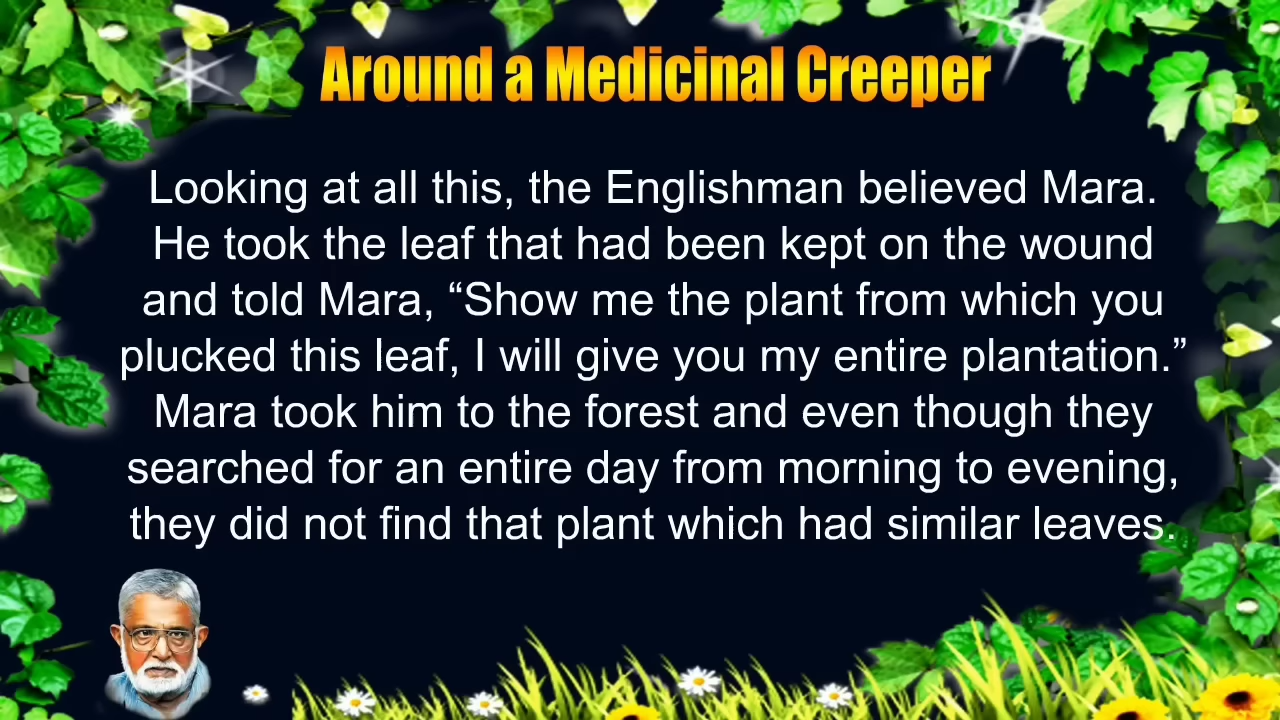 Around a Medicinal Creeper
Looking at all this, the Englishman believed Mara.
He took the leaf that had been kept on the wound
and told Mara, “Show me the plant from which you
plucked this leaf, I will give you my entire plantation.”
Mara took him to the forest and even though they
searched for an entire day from morning to evening,
they did not find that plant which had similar leaves.